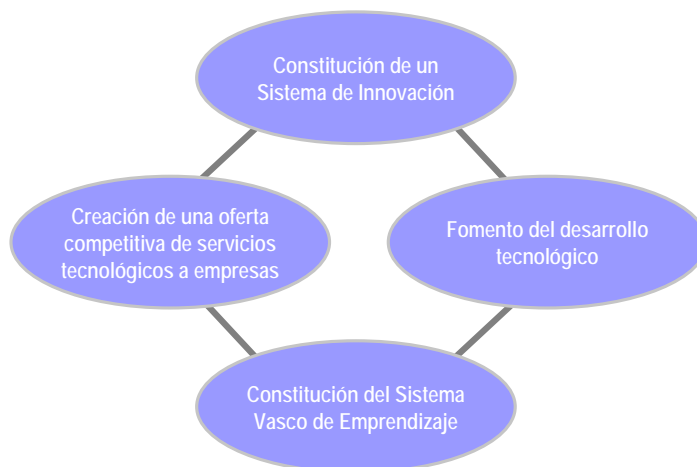 Constitución de un
Sistema de Innovación
Creación de una oferta
competitiva de servicios
tecnológicos a empresas
Fomento del desarrollo
tecnológico
Constitución del Sistema
Vasco de Emprendizaje